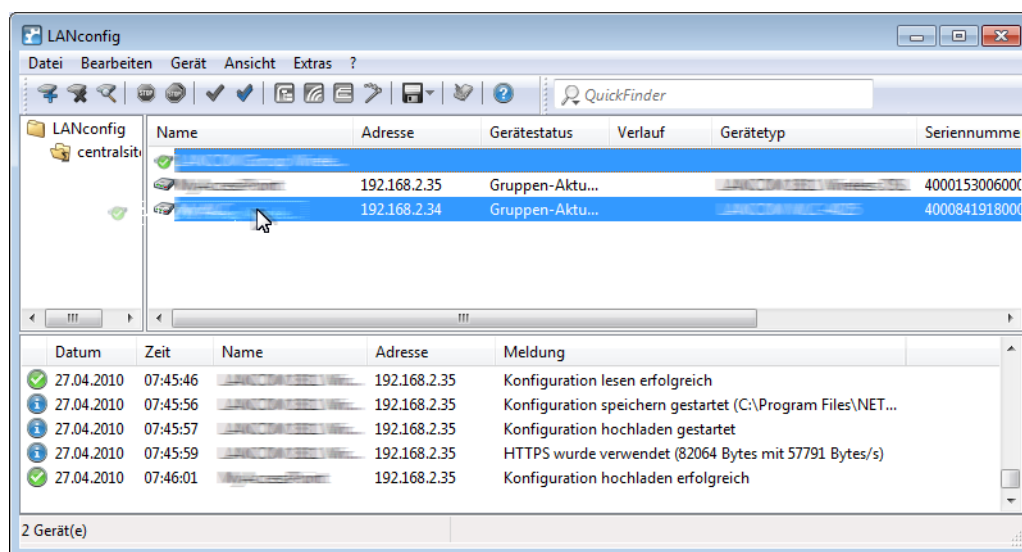 LANconfig
Datei Bearbeiten Gerät Ansicht Extras ?
QuickFinder
LANconfig
centralsit
Name Adresse Gerätestatus Verlauf Gerätetyp Seriennumme
192.168.2.35 Gruppen-Aktu... 4000153006000
192.168.2.34 Gruppen-Aktu... 4000841918000
Datum Zeit Name Adresse Meldung
27.04.2010 07:45:46 192.168.2.35 Konfiguration lesen erfolgreich
27.04.2010 07:45:56 192.168.2.35 Konfiguration speichern gestartet (C:\Program Files\NET...
27.04.2010 07:45:57 192.168.2.35 Konfiguration hochladen gestartet
27.04.2010 07:45:59 192.168.2.35 HTTPS wurde verwendet (82064 Bytes mit 57791 Bytes/s)
27.04.2010 07:46:01 192.168.2.35 Konfiguration hochladen erfolgreich
2 Gerät(e)